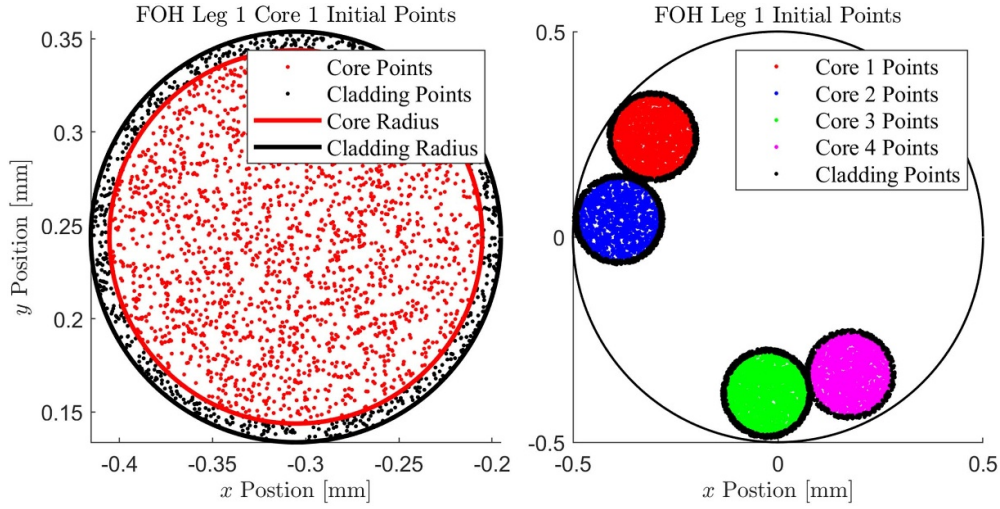 FOH Leg 1 Core 1 Initial Points
0.35
0.3
0.25
0.2
0.15
y Position [mm]
Core Points
Cladding Points
Core Radius
Cladding Radius
-0.4
-0.35
-0.3
-0.25
-0.2
x Postion [mm]
FOH Leg 1 Initial Points
0.5
0
-0.5
Core 1 Points
Core 2 Points
Core 3 Points
Core 4 Points
Cladding Points
-0.5
0
0.5
x Postion [mm]